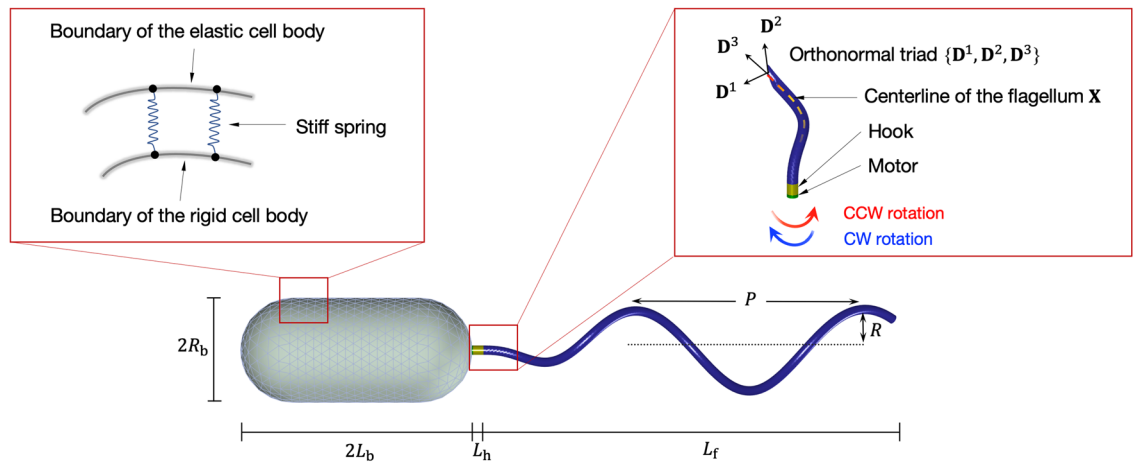 Boundary of the elastic cell body
Stiff spring
Boundary of the rigid cell body
D²
D³
Orthonormal triad {D¹, D², D³}
D¹
Centerline of the flagellum X
Hook
Motor
CCW rotation
CW rotation
P
R
2R_b
2L_b
L_h
L_f